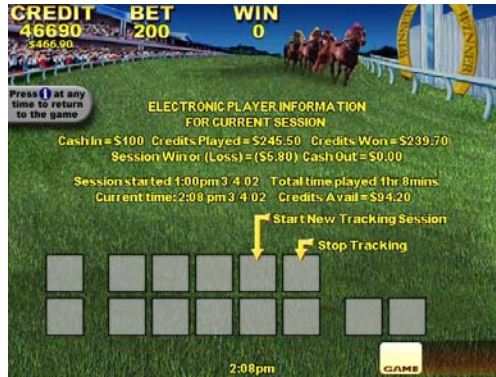 CREDIT BET WIN
46690 200 0
$466.90
WINNER
WINNER
Press i at any
time to return
to the game
ELECTRONIC PLAYER INFORMATION
FOR CURRENT SESSION
Cash In = $100 Credits Played = $245.50 Credits Won = $239.70
Session Win or (Loss) = ($5.80) Cash Out = $0.00
Session started 1:00pm 3/4/02 Total time played 1hr 8mins
Current time: 2:08 pm 3/4/02 Credits Avail = $94.20
Start New Tracking Session
Stop Tracking
2:08pm
GAME